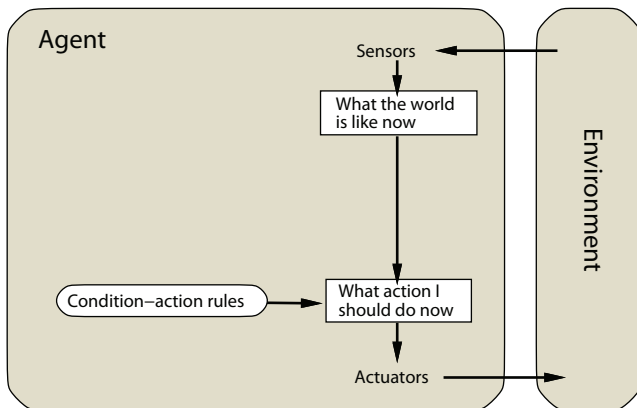 Agent
Sensors
What the world
is like now
Environment
Condition–action rules
What action I
should do now
Actuators